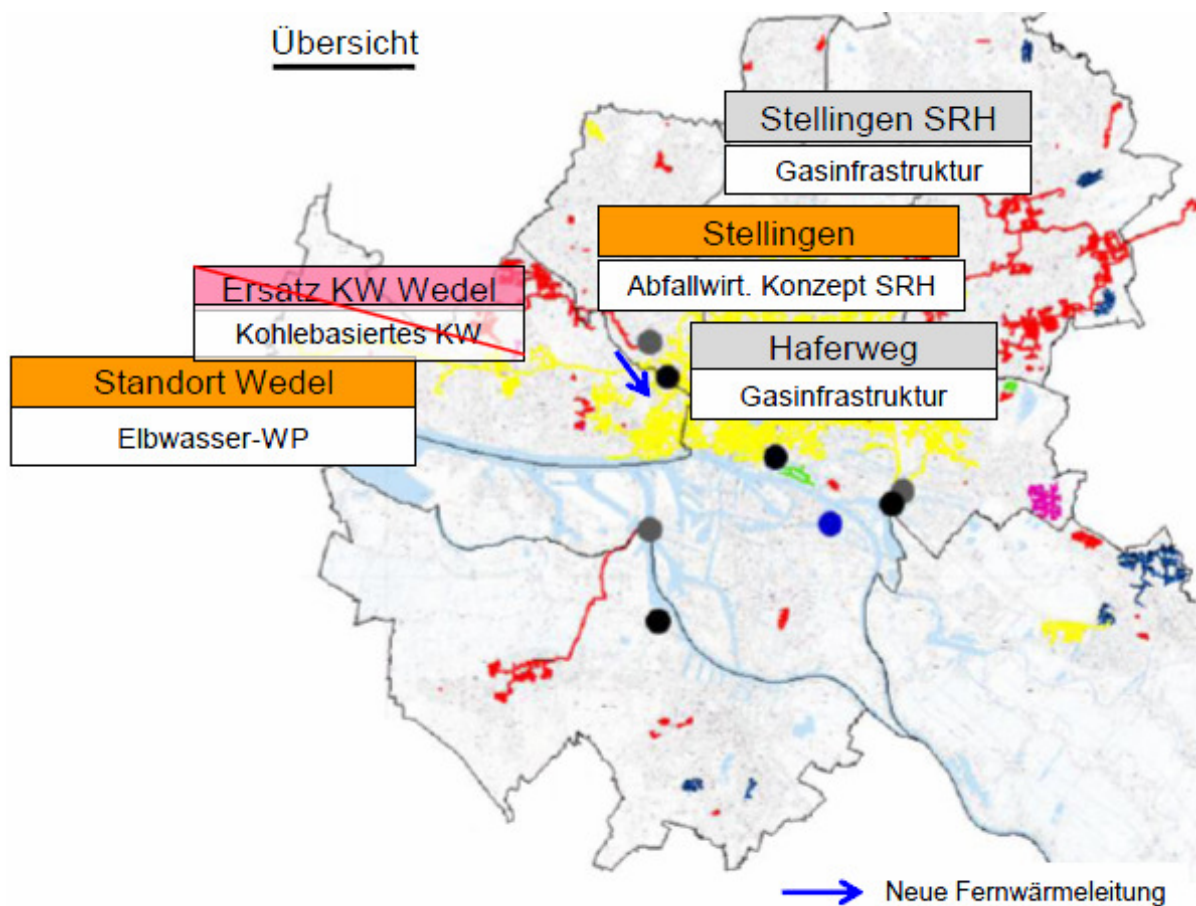 Übersicht
Stellingen SRH
Gasinfrastruktur
Stellingen
Abfallwirt. Konzept SRH
Ersatz KW Wedel
Kohlebasiertes KW
Haferweg
Gasinfrastruktur
Standort Wedel
Elbwasser-WP
Neue Fernwärmeleitung